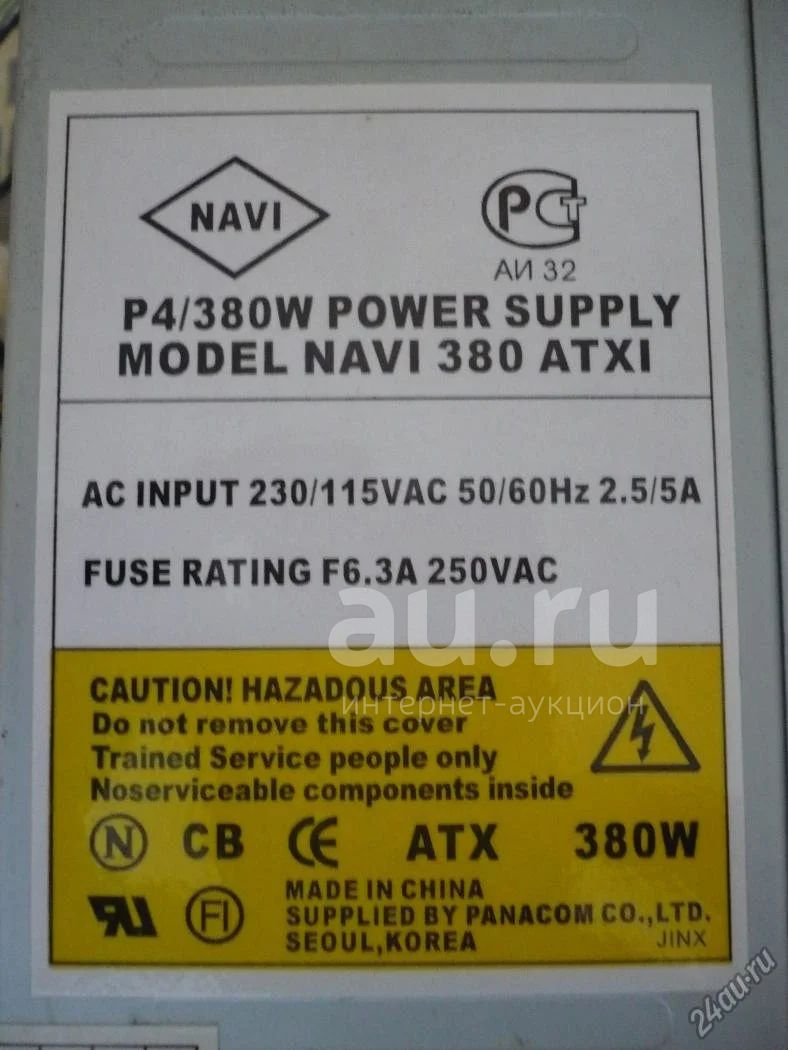 NAVI
РСТ
АИ 32
P4/380W POWER SUPPLY
MODEL NAVI 380 ATXI
AC INPUT 230/115VAC 50/60Hz 2.5/5A
FUSE RATING F6.3A 250VAC
au.ru
интернет-аукцион
CAUTION! HAZADOUS AREA
Do not remove this cover
Trained Service people only
Noserviceable components inside
N CB CE ATX 380W
RU FI
MADE IN CHINA
SUPPLIED BY PANACOM CO.,LTD.
SEOUL,KOREA JINX
24au.ru